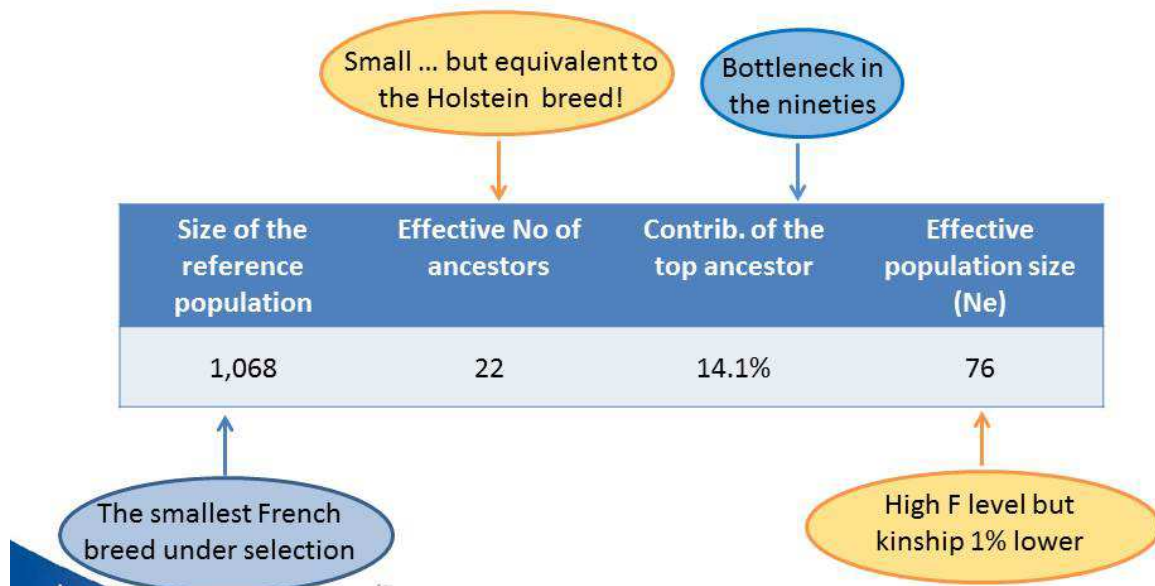 Small ... but equivalent to
the Holstein breed!
Bottleneck in
the nineties
Size of the
reference
population
Effective No of
ancestors
Contrib. of the
top ancestor
Effective
population size
(Ne)
1,068
22
14.1%
76
The smallest French
breed under selection
High F level but
kinship 1% lower